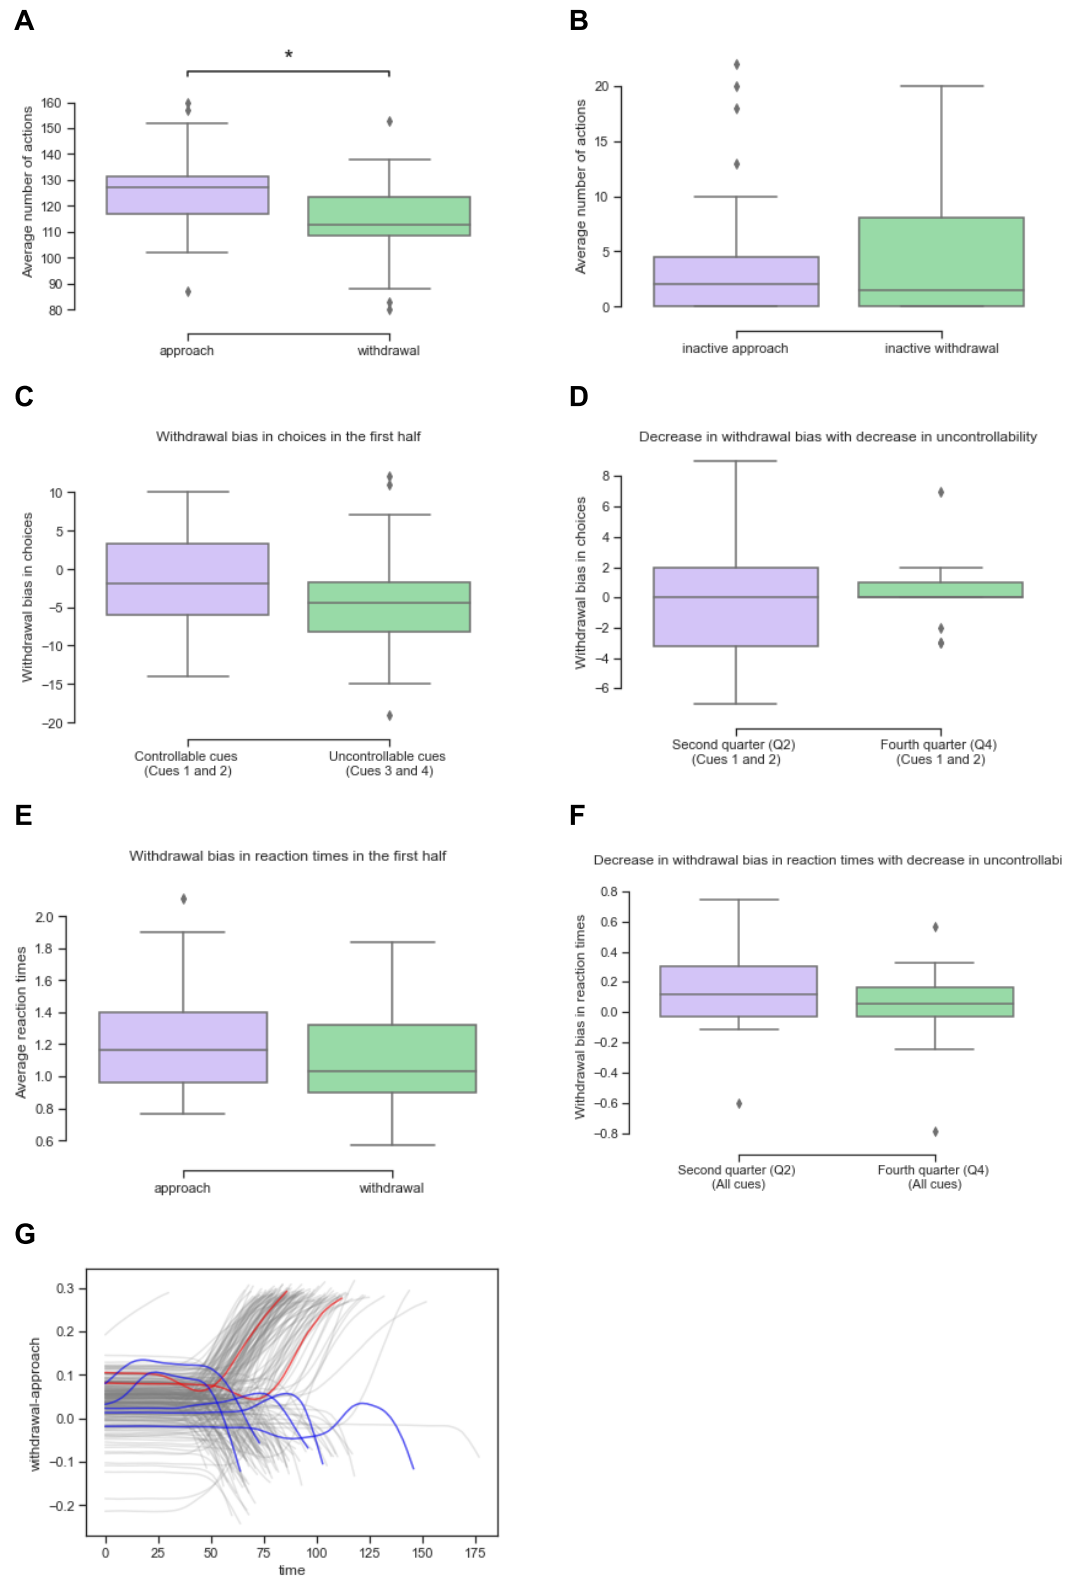 A
*
Average number of actions
160
150
140
130
120
110
100
90
80
approach withdrawal
B
Average number of actions
20
15
10
5
0
inactive approach inactive withdrawal
C
Withdrawal bias in choices in the first half
Withdrawal bias in choices
10
5
0
−5
−10
−15
−20
Controllable cues
(Cues 1 and 2)
Uncontrollable cues
(Cues 3 and 4)
D
Decrease in withdrawal bias with decrease in uncontrollability
Withdrawal bias in choices
8
6
4
2
0
−2
−4
−6
Second quarter (Q2)
(Cues 1 and 2)
Fourth quarter (Q4)
(Cues 1 and 2)
E
Withdrawal bias in reaction times in the first half
Average reaction times
2.0
1.8
1.6
1.4
1.2
1.0
0.8
0.6
approach withdrawal
F
Decrease in withdrawal bias in reaction times with decrease in uncontrollabi
Withdrawal bias in reaction times
0.8
0.6
0.4
0.2
0.0
−0.2
−0.4
−0.6
−0.8
Second quarter (Q2)
(All cues)
Fourth quarter (Q4)
(All cues)
G
withdrawal-approach
0.3
0.2
0.1
0.0
−0.1
−0.2
0 25 50 75 100 125 150 175
time